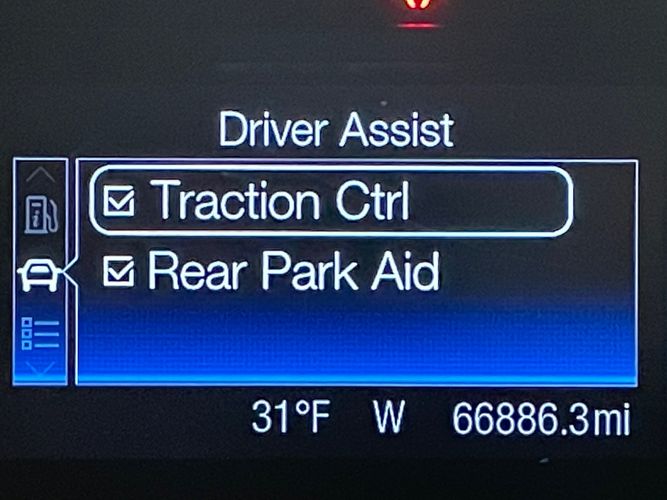 Driver Assist
Traction Ctrl
Rear Park Aid
31°F W 66886.3mi